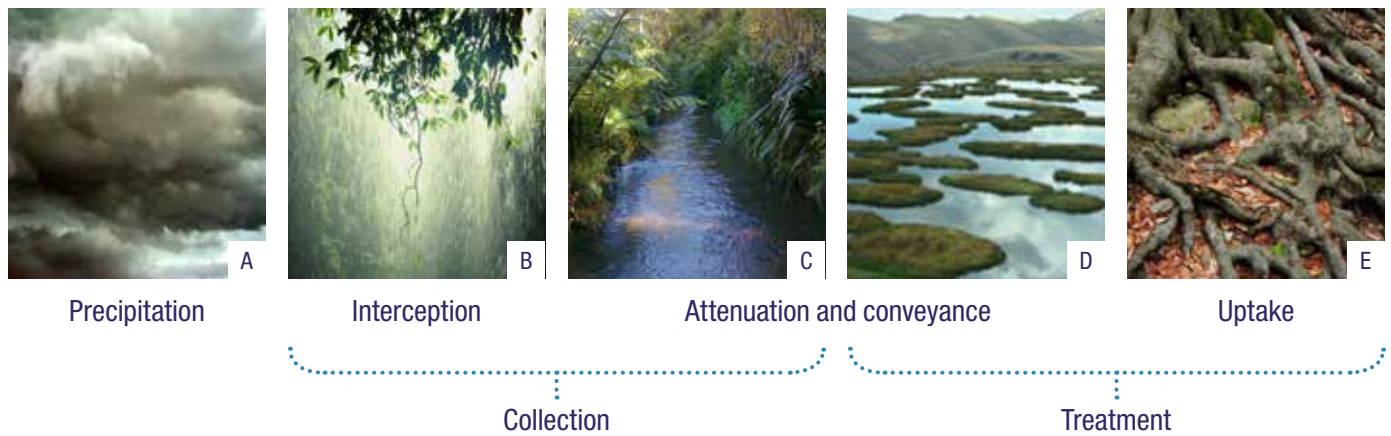 A
B
C
D
E
Precipitation
Interception
Attenuation and conveyance
Uptake
Collection
Treatment